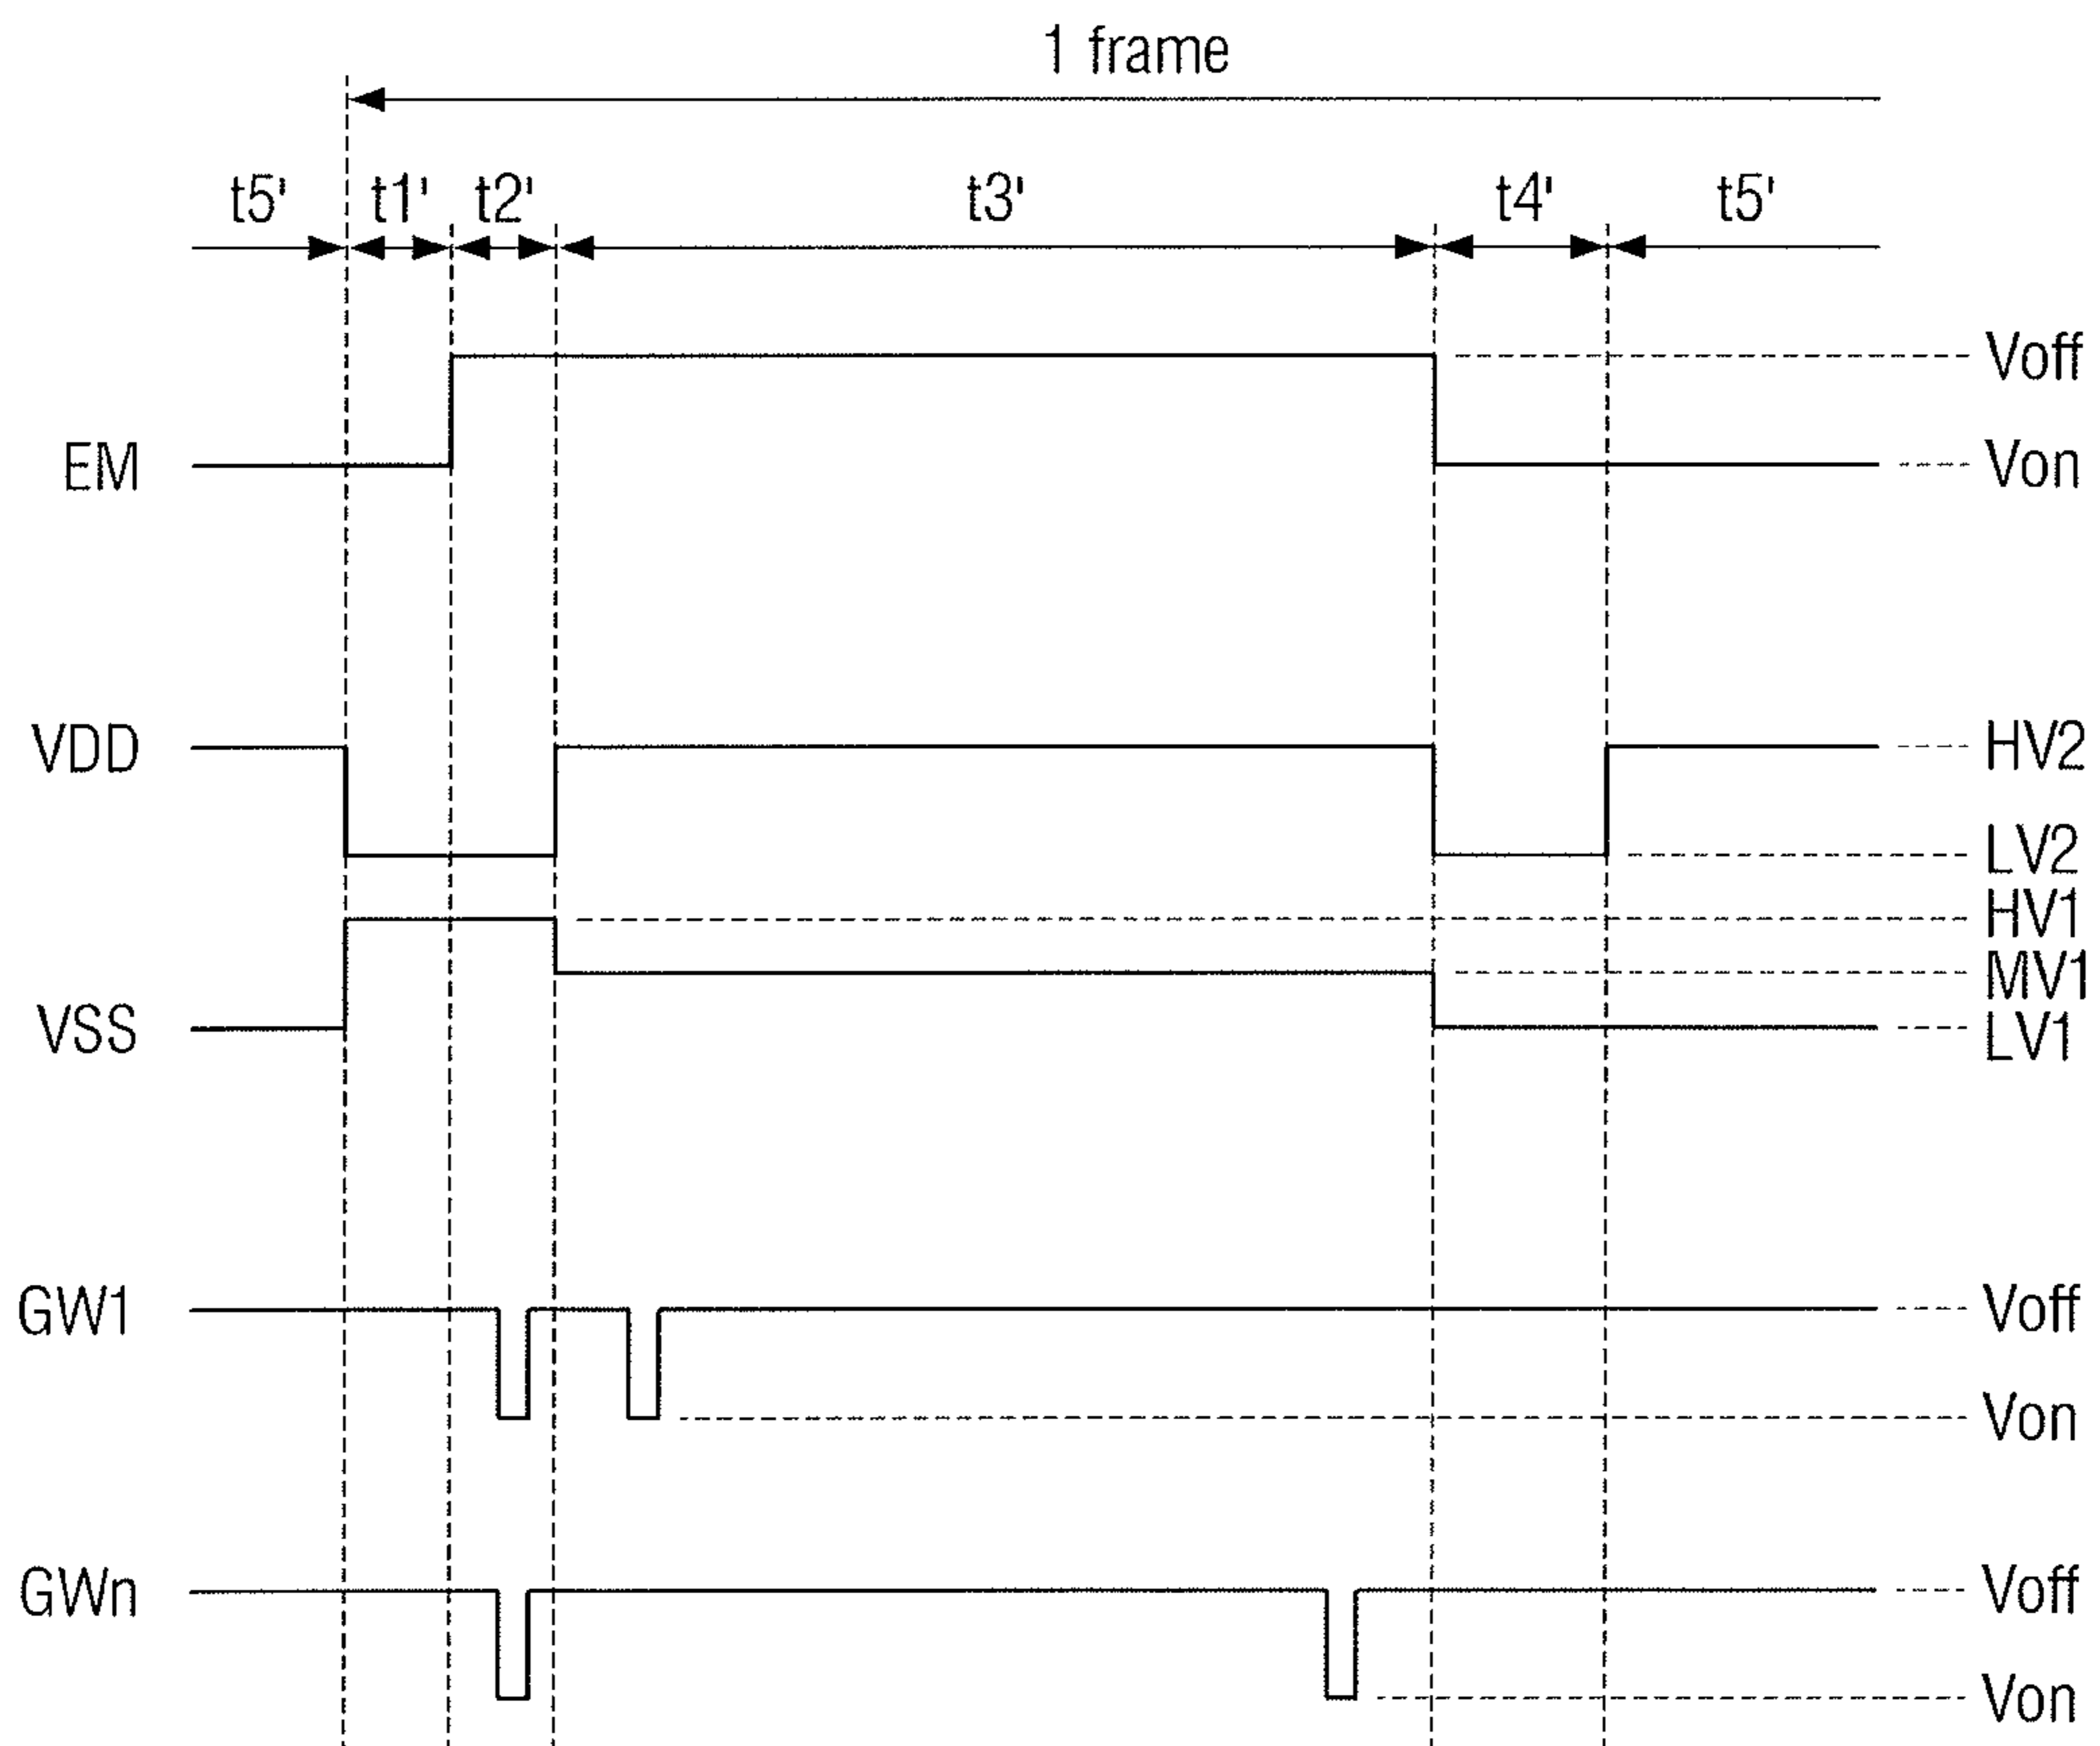 1 frame
t5' t1' t2' t3' t4' t5'
Voff
EM Von
VDD HV2
LV2
HV1
MV1
VSS LV1
GW1 Voff
Von
GWn Voff
Von